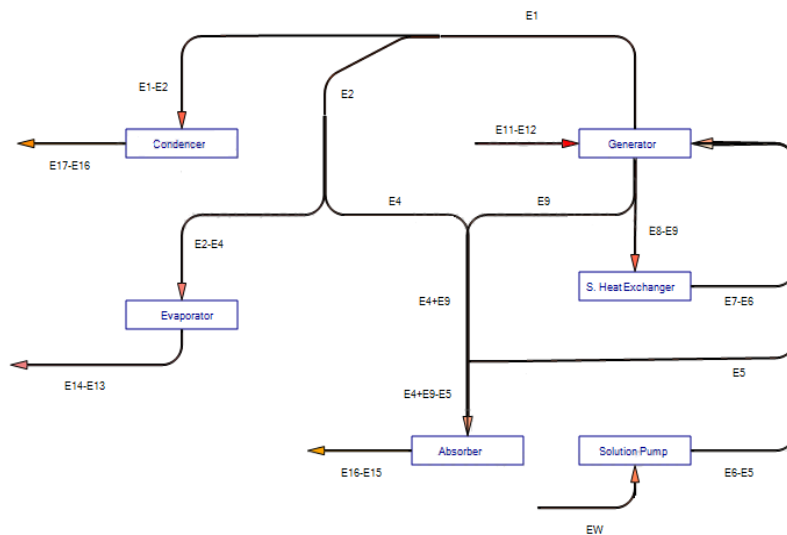 E1
E1-E2
E2
E11-E12
Condencer
Generator
E17-E16
E4
E9
E8-E9
E2-E4
S. Heat Exchanger
E7-E6
E4+E9
Evaporator
E5
E14-E13
E4+E9-E5
Absorber
Solution Pump
E16-E15
E6-E5
EW